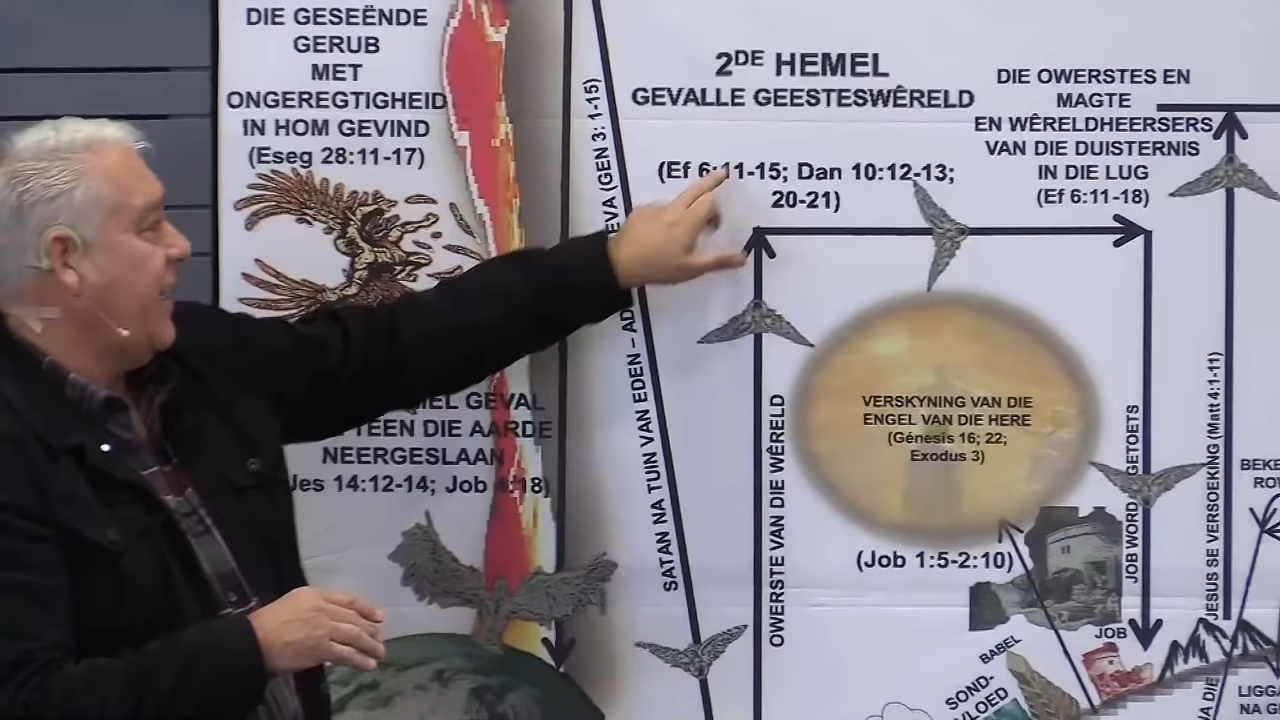 DIE GESEËNDE
GERUB
MET
ONGEREGTIGHEID
IN HOM GEVIND
(Eseg 28:11-17)
GEVAL
TEEN DIE AARDE
NEERGESLAAN
Jes 14:12-14; Job 4:18)
SATAN NA TUIN VAN EDEN – EVA (GEN 3: 1-15)
2DE HEMEL
GEVALLE GEESTESWÊRELD
(Ef 6:11-15; Dan 10:12-13;
20-21)
DIE OWERSTES EN
MAGTE
EN WÊRELDHEERSERS
VAN DIE DUISTERNIS
IN DIE LUG
(Ef 6:11-18)
OWERSTE VAN DIE WÊRELD
VERSKYNING VAN DIE
ENGEL VAN DIE HERE
(Génesis 16; 22;
Exodus 3)
(Job 1:5-2:10)
JOB WORD GETOETS
JESUS SE VERSOEKING (Matt 4:1-11)
JOB
BABEL
SOND-
VLOED
DIE